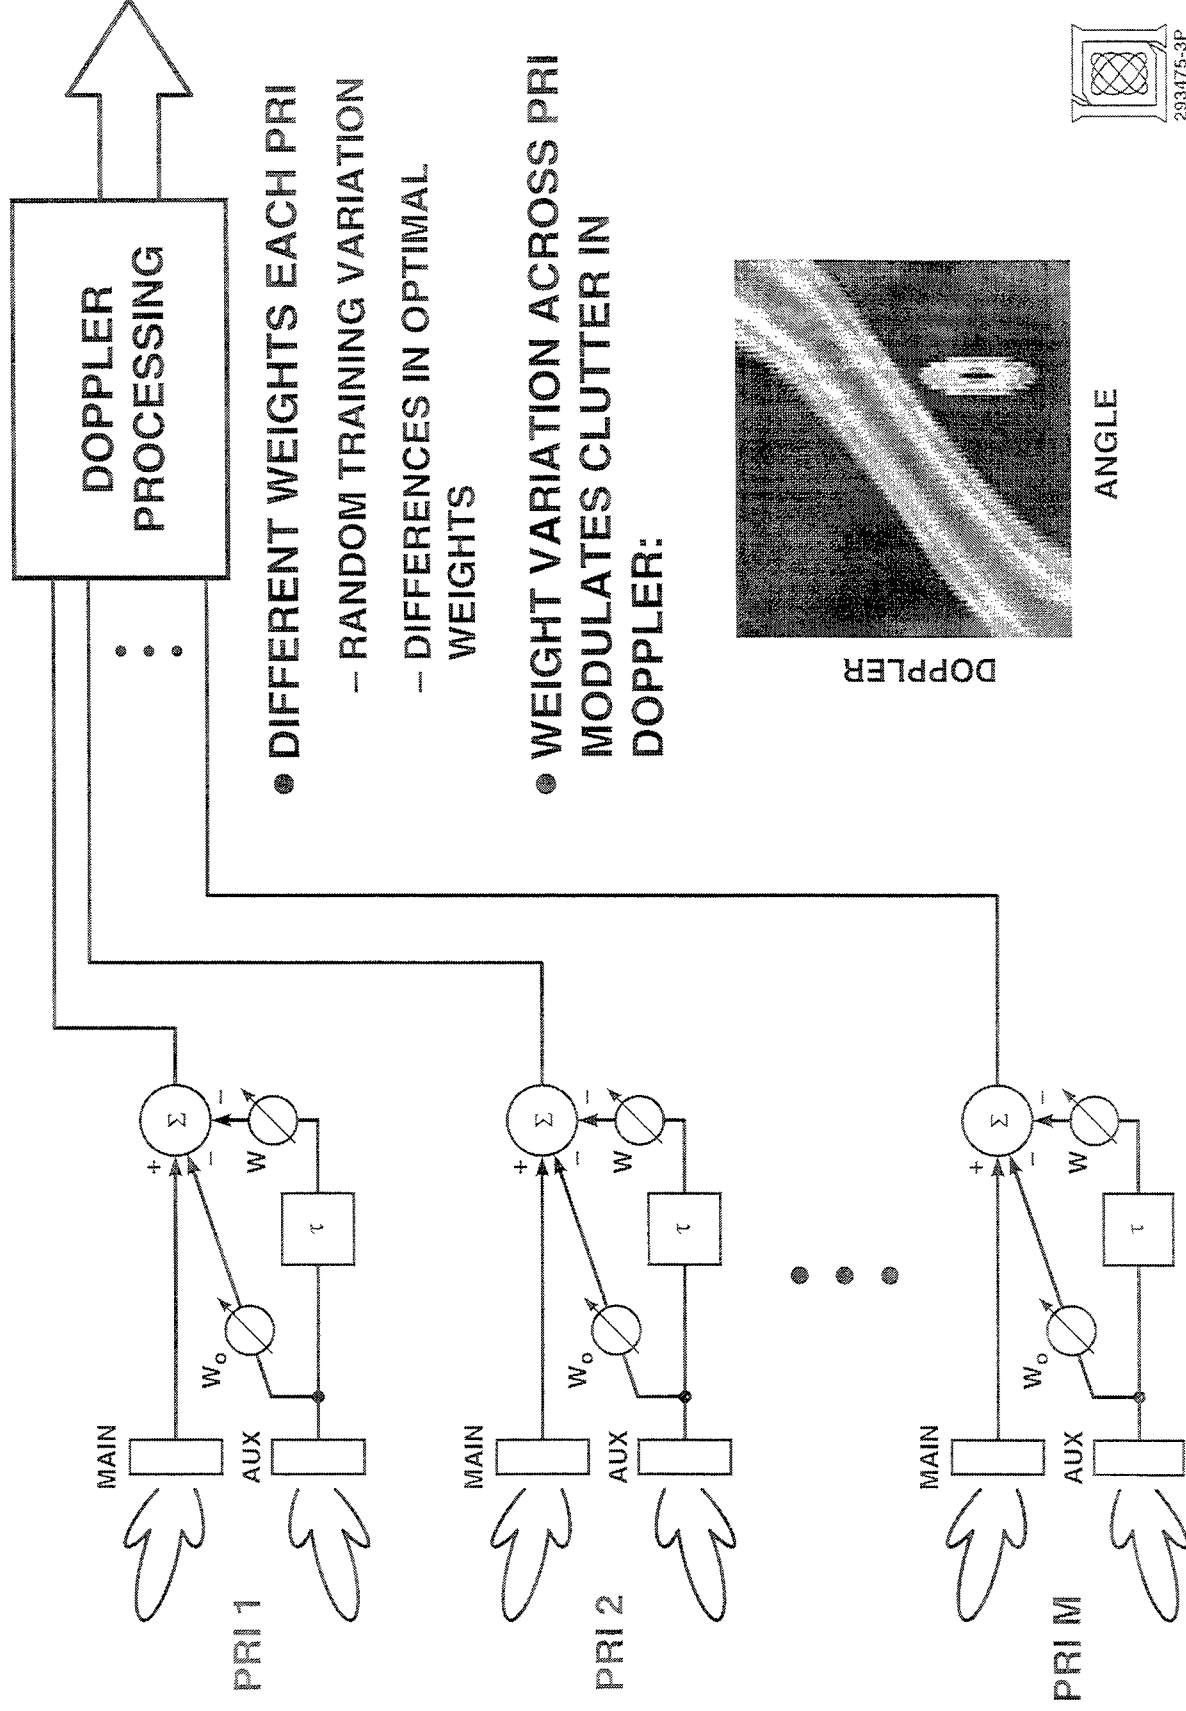 PRI 1
MAIN
AUX
W₀
τ
W
+
−
−
Σ
PRI 2
MAIN
AUX
W₀
τ
W
+
−
−
Σ
PRI M
MAIN
AUX
W₀
τ
W
+
−
−
Σ
DOPPLER
PROCESSING
• DIFFERENT WEIGHTS EACH PRI
– RANDOM TRAINING VARIATION
– DIFFERENCES IN OPTIMAL
WEIGHTS
• WEIGHT VARIATION ACROSS PRI
MODULATES CLUTTER IN
DOPPLER:
DOPPLER
ANGLE
293475-3P